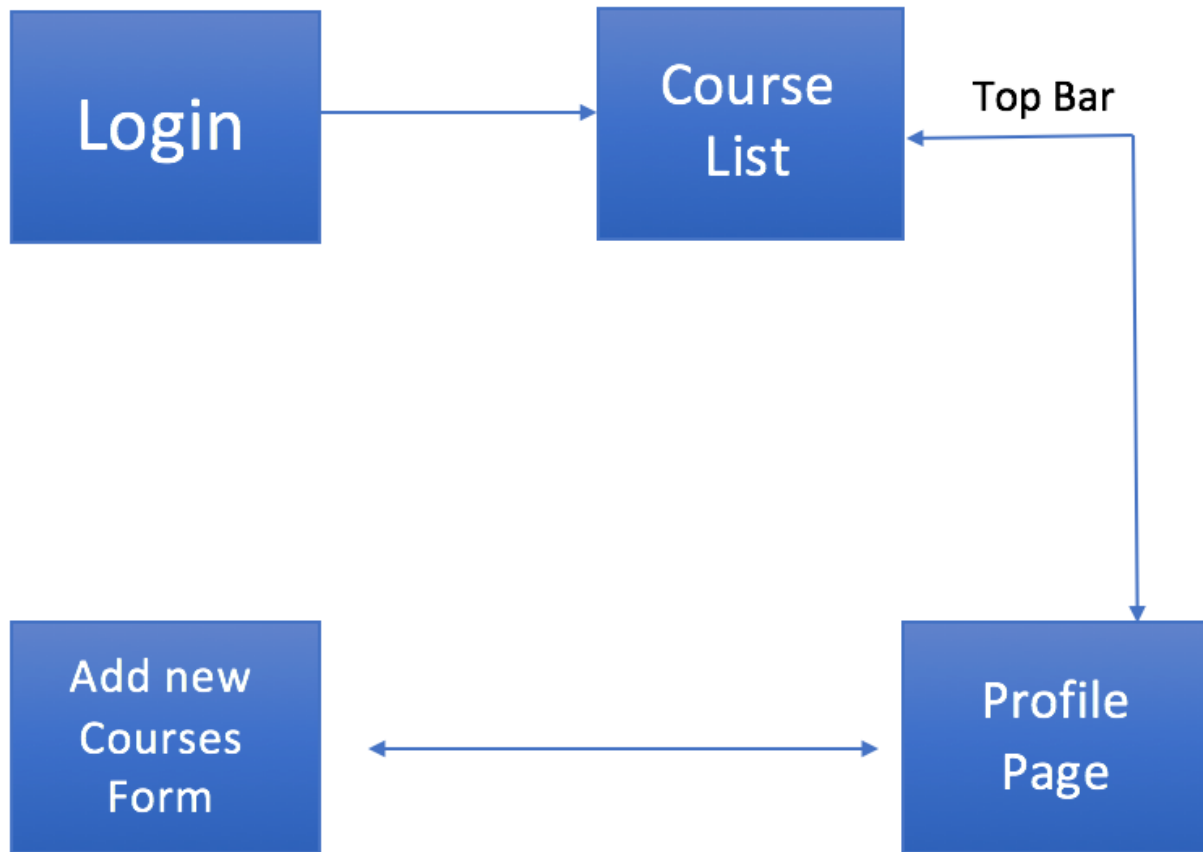 Login
Course
List
Top Bar
Add new
Courses
Form
Profile
Page